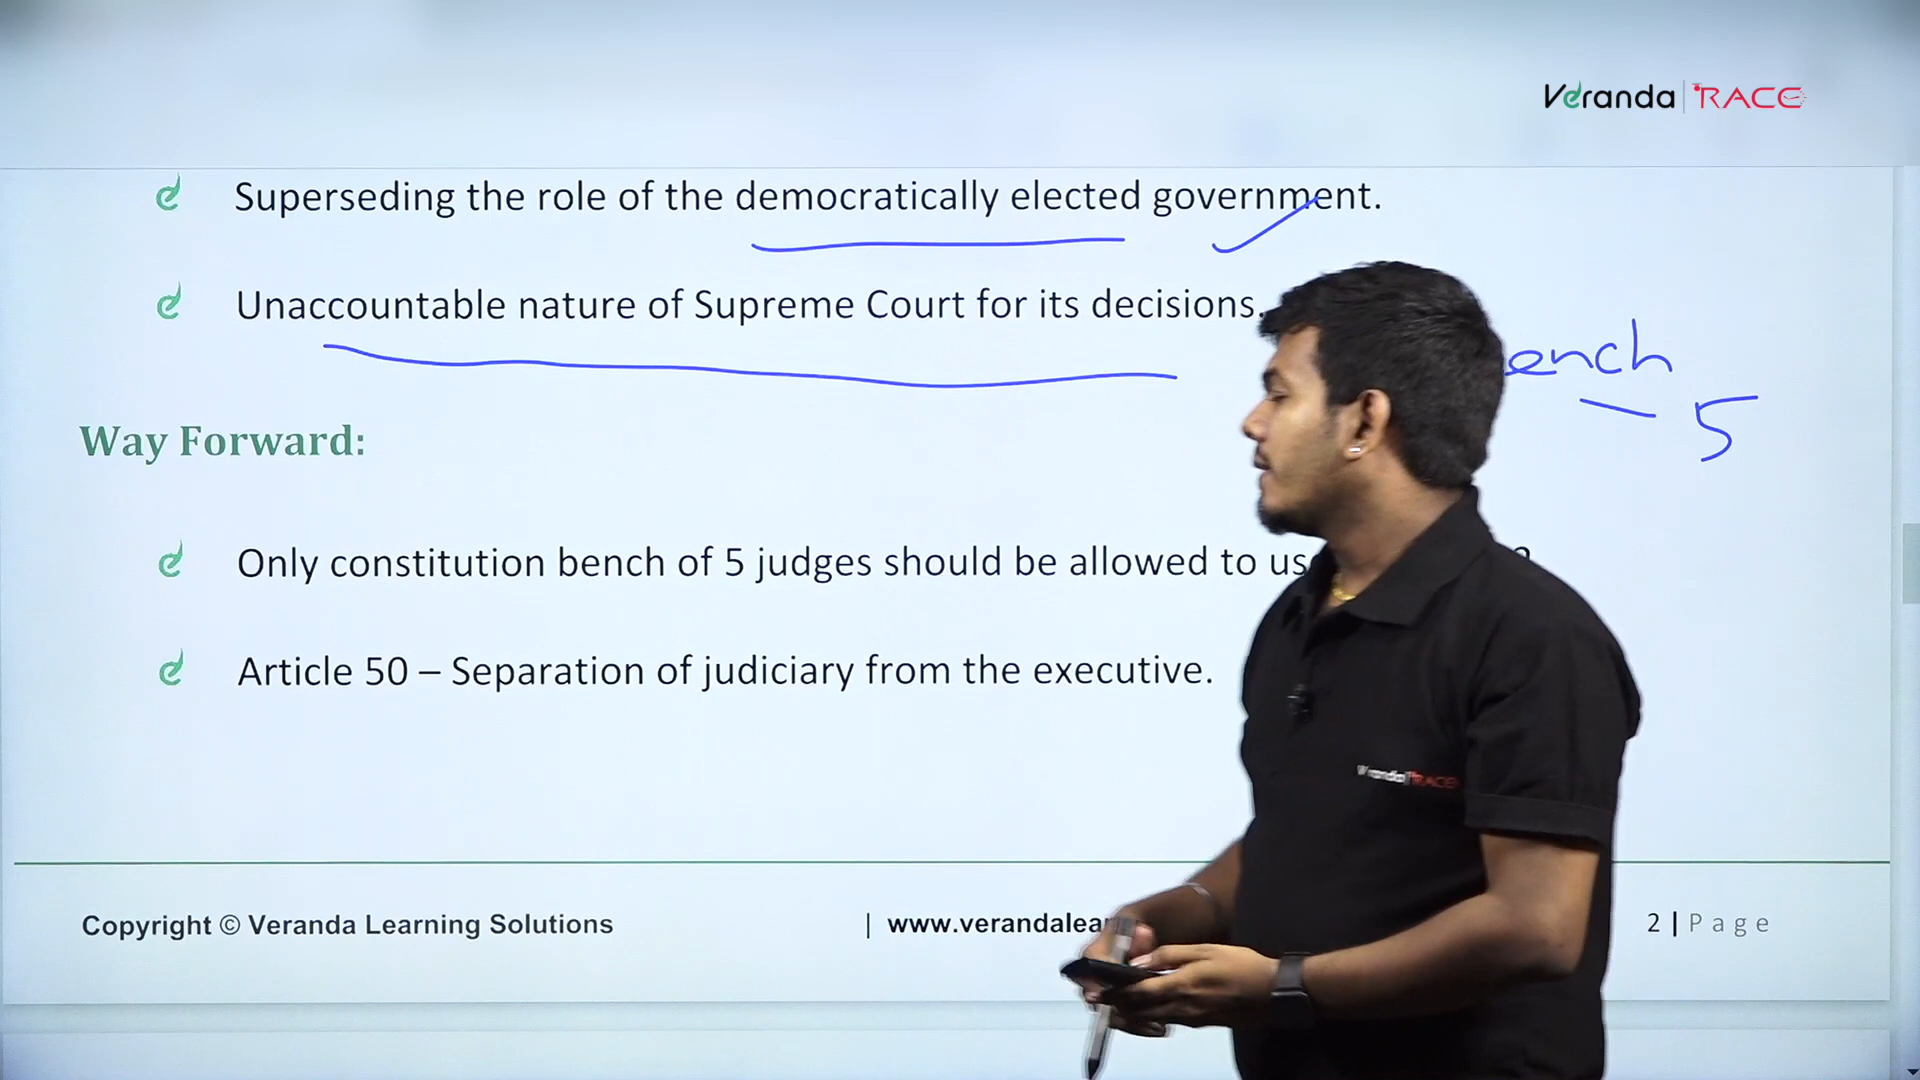 Veranda RACE
Superseding the role of the democratically elected government.
Unaccountable nature of Supreme Court for its decisions.
ench
5
Way Forward:
Only constitution bench of 5 judges should be allowed to
Article 50 – Separation of judiciary from the executive.
Veranda RACE
Copyright © Veranda Learning Solutions | www.verandalea 2 | Page